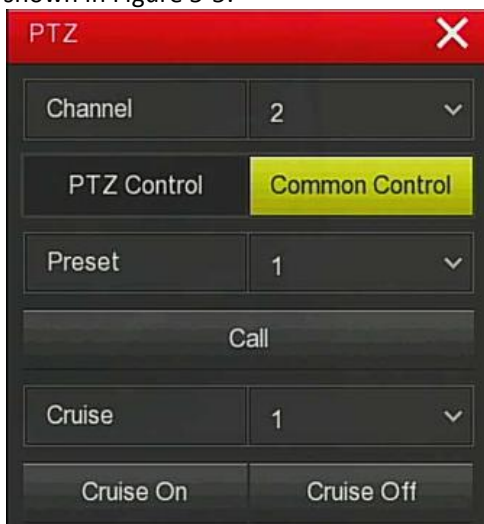 shown in Figure 5-5.
PTZ
Channel 2
PTZ Control Common Control
Preset 1
Call
Cruise 1
Cruise On Cruise Off